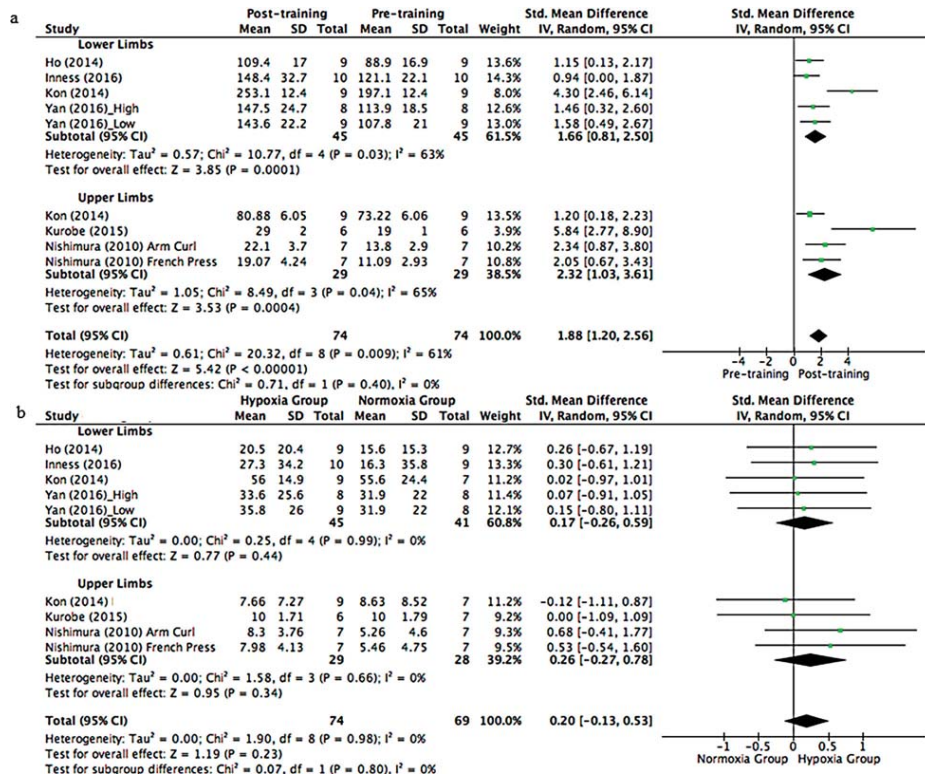 a
Post-training Pre-training Std. Mean Difference Std. Mean Difference
Study Mean SD Total Mean SD Total Weight IV, Random, 95% CI IV, Random, 95% CI
Lower Limbs
Ho (2014) 109.4 17 9 88.9 16.9 9 13.6% 1.15 [0.13, 2.17]
Inness (2016) 148.4 32.7 10 121.1 22.1 10 14.3% 0.94 [0.00, 1.87]
Kon (2014) 253.1 12.4 9 197.1 12.4 9 8.0% 4.30 [2.46, 6.14]
Yan (2016)_High 147.5 24.7 8 113.9 18.5 8 12.6% 1.46 [0.32, 2.60]
Yan (2016)_Low 143.6 22.2 9 107.8 21 9 13.0% 1.58 [0.49, 2.67]
Subtotal (95% CI) 45 45 61.5% 1.66 [0.81, 2.50]
Heterogeneity: Tau² = 0.57; Chi² = 10.77, df = 4 (P = 0.03); I² = 63%
Test for overall effect: Z = 3.85 (P = 0.0001)
Upper Limbs
Kon (2014) 80.88 6.05 9 73.22 6.06 9 13.5% 1.20 [0.18, 2.23]
Kurobe (2015) 29 2 6 19 1 6 3.9% 5.84 [2.77, 8.90]
Nishimura (2010) Arm Curl 22.1 3.7 7 13.8 2.9 7 10.2% 2.34 [0.87, 3.80]
Nishimura (2010) French Press 19.07 4.24 7 11.09 2.93 7 10.8% 2.05 [0.67, 3.43]
Subtotal (95% CI) 29 29 38.5% 2.32 [1.03, 3.61]
Heterogeneity: Tau² = 1.05; Chi² = 8.49, df = 3 (P = 0.04); I² = 65%
Test for overall effect: Z = 3.53 (P = 0.0004)
Total (95% CI) 74 74 100.0% 1.88 [1.20, 2.56]
Heterogeneity: Tau² = 0.61; Chi² = 20.32, df = 8 (P = 0.009); I² = 61%
Test for overall effect: Z = 5.42 (P < 0.00001)
Test for subgroup differences: Chi² = 0.71, df = 1 (P = 0.40), I² = 0%
-4 -2 0 2 4
Pre-training Post-training
b
Hypoxia Group Normoxia Group Std. Mean Difference Std. Mean Difference
Study Mean SD Total Mean SD Total Weight IV, Random, 95% CI IV, Random, 95% CI
Lower Limbs
Ho (2014) 20.5 20.4 9 15.6 15.3 9 12.7% 0.26 [-0.67, 1.19]
Inness (2016) 27.3 34.2 10 16.3 35.8 9 13.3% 0.30 [-0.61, 1.21]
Kon (2014) 56 14.9 9 55.6 24.4 7 11.2% 0.02 [-0.97, 1.01]
Yan (2016)_High 33.6 25.6 8 31.9 22 8 11.4% 0.07 [-0.91, 1.05]
Yan (2016)_Low 35.8 26 9 31.9 22 8 12.1% 0.15 [-0.80, 1.11]
Subtotal (95% CI) 45 41 60.8% 0.17 [-0.26, 0.59]
Heterogeneity: Tau² = 0.00; Chi² = 0.25, df = 4 (P = 0.99); I² = 0%
Test for overall effect: Z = 0.77 (P = 0.44)
Upper Limbs
Kon (2014) 7.66 7.27 9 8.63 8.52 7 11.2% -0.12 [-1.11, 0.87]
Kurobe (2015) 10 1.71 6 10 1.79 7 9.2% 0.00 [-1.09, 1.09]
Nishimura (2010) Arm Curl 8.3 3.76 7 5.26 4.6 7 9.3% 0.68 [-0.41, 1.77]
Nishimura (2010) French Press 7.98 4.13 7 5.46 4.75 7 9.5% 0.53 [-0.54, 1.60]
Subtotal (95% CI) 29 28 39.2% 0.26 [-0.27, 0.78]
Heterogeneity: Tau² = 0.00; Chi² = 1.58, df = 3 (P = 0.66); I² = 0%
Test for overall effect: Z = 0.95 (P = 0.34)
Total (95% CI) 74 69 100.0% 0.20 [-0.13, 0.53]
Heterogeneity: Tau² = 0.00; Chi² = 1.90, df = 8 (P = 0.98); I² = 0%
Test for overall effect: Z = 1.19 (P = 0.23)
Test for subgroup differences: Chi² = 0.07, df = 1 (P = 0.80), I² = 0%
-1 -0.5 0 0.5 1
Normoxia Group Hypoxia Group